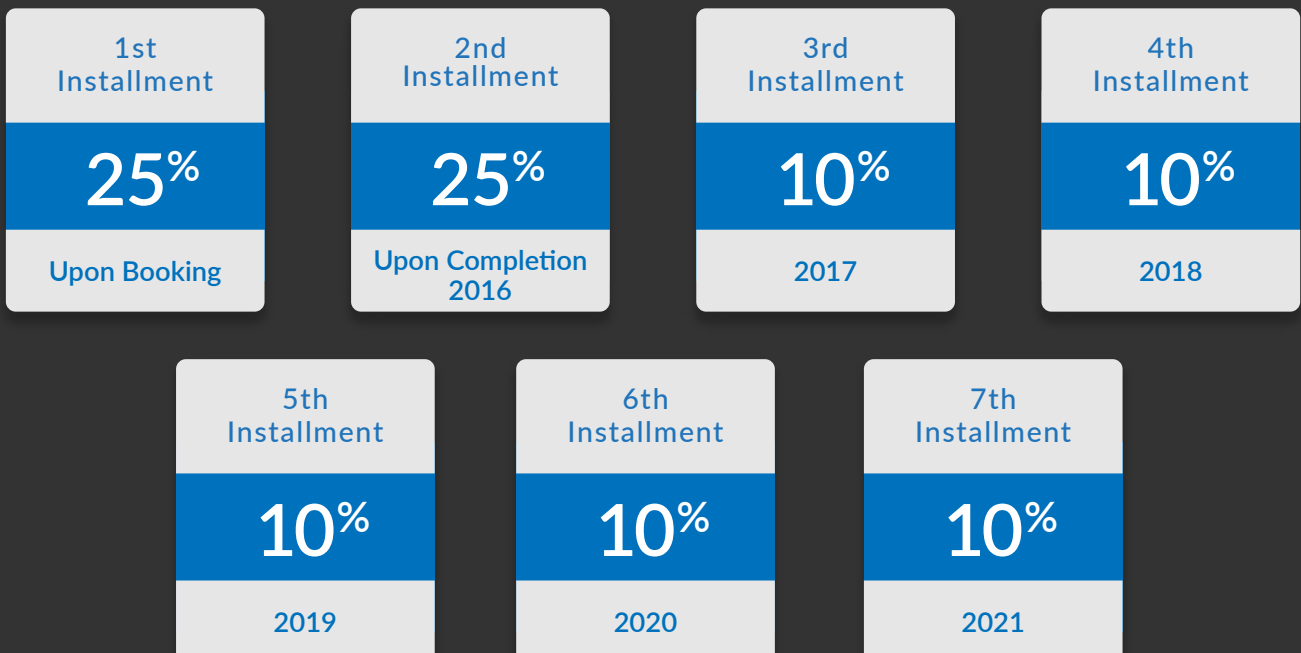 1st
Installment
25%
Upon Booking
2nd
Installment
25%
Upon Completion
2016
3rd
Installment
10%
2017
4th
Installment
10%
2018
5th
Installment
10%
2019
6th
Installment
10%
2020
7th
Installment
10%
2021